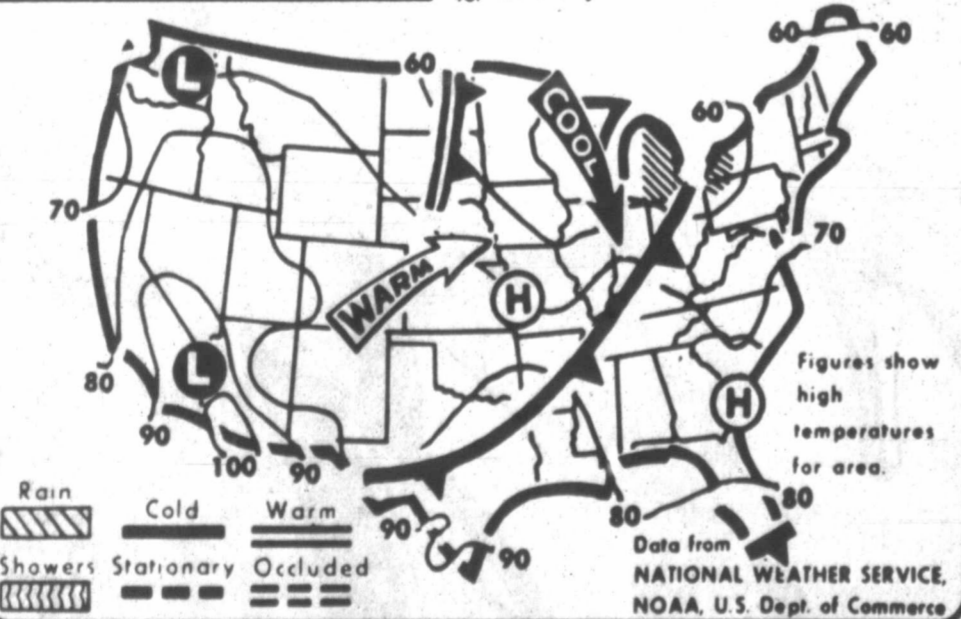 60
60
60
L
COOL
60
70
70
WARM
H
L
80
Figures show
high
temperatures
for area.
H
90
100
90
80
80
90
90
Rain
Cold
Warm
Showers
Stationary
Occluded
Data from
NATIONAL WEATHER SERVICE,
NOAA, U.S. Dept. of Commerce